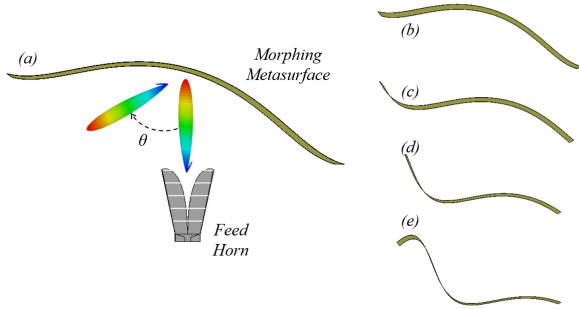 (a)
Morphing
Metasurface
θ
Feed
Horn
(b)
(c)
(d)
(e)